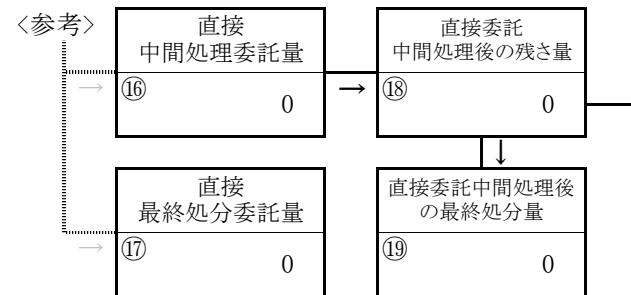 〈参考〉
直接
中間処理委託量
⑯
0
→
→
直接委託
中間処理後の残さ量
⑱
0
↓
直接
最終処分委託量
⑰
0
→
直接委託中間処理後
の最終処分量
⑲
0